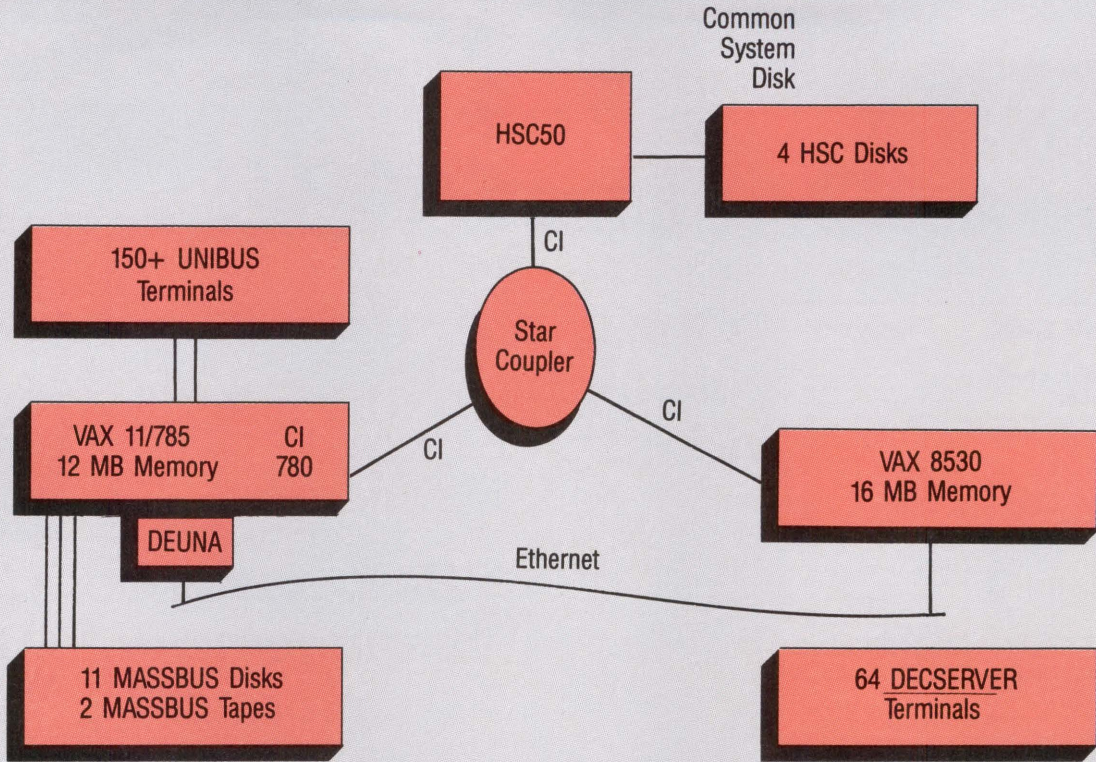 Common
System
Disk
HSC50
4 HSC Disks
CI
150+ UNIBUS
Terminals
Star
Coupler
CI
CI
VAX 11/785 CI
12 MB Memory 780
VAX 8530
16 MB Memory
DEUNA
Ethernet
11 MASSBUS Disks
2 MASSBUS Tapes
64 DECSERVER
Terminals